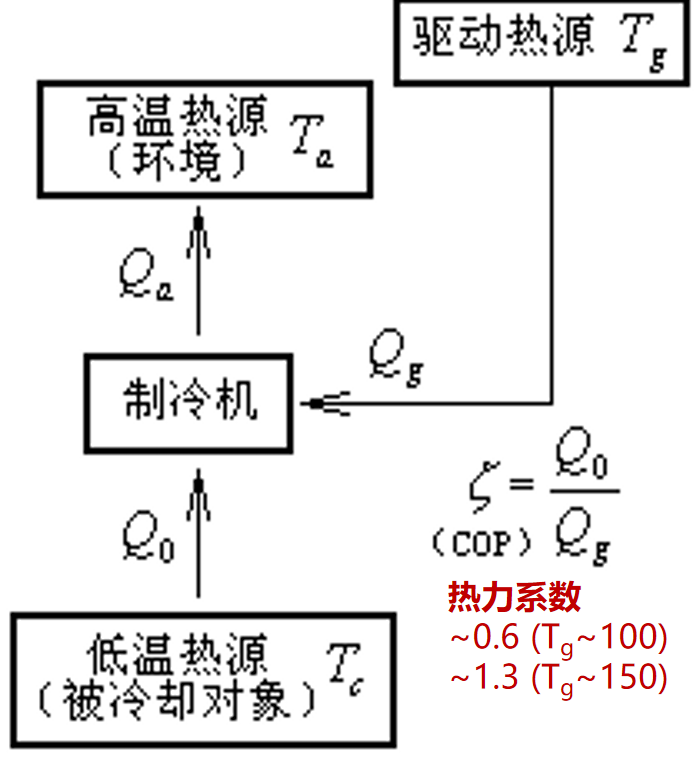 驱动热源 Tg
高温热源 Ta
（环境）
Qa
Qg
制冷机
ζ = Q0 / Qg
（COP）
Q0
热力系数
~0.6 (Tg~100)
~1.3 (Tg~150)
低温热源 Tc
（被冷却对象）